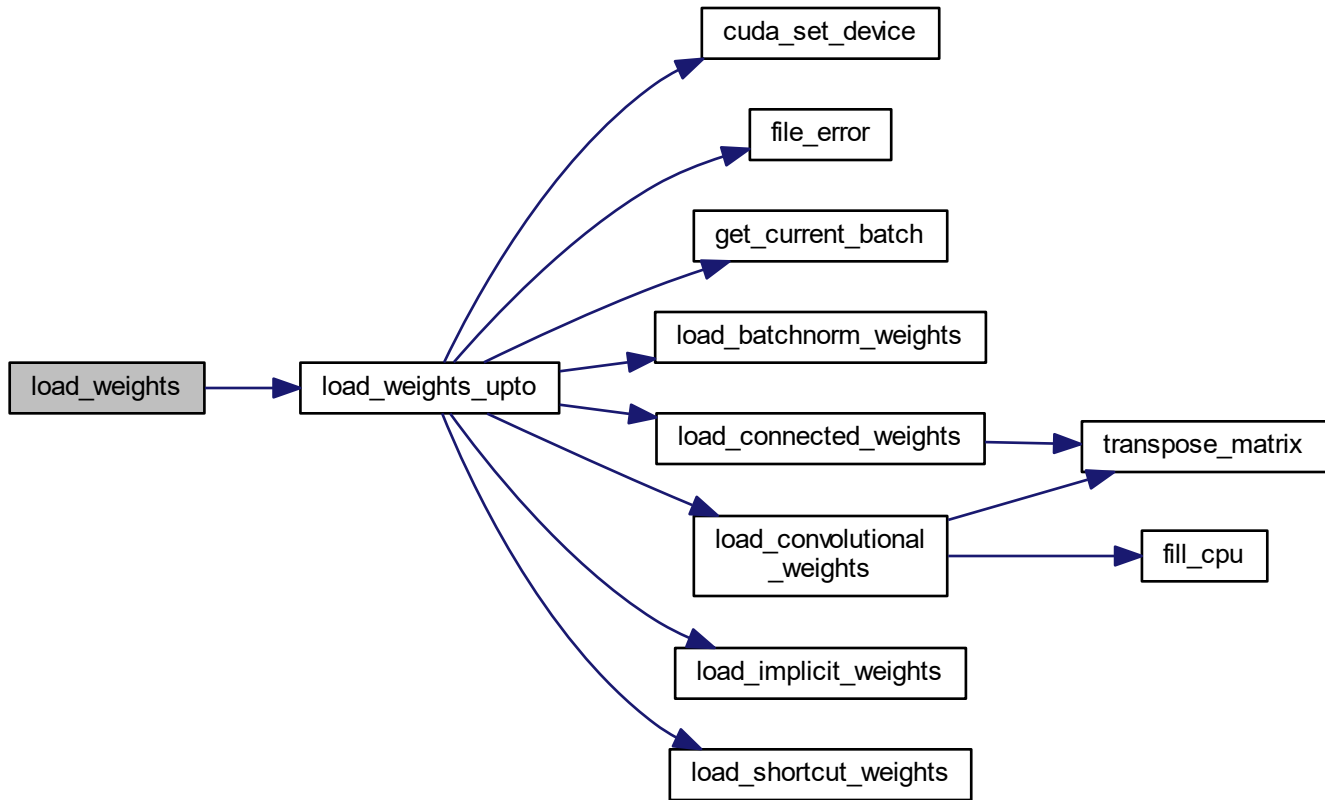 cuda_set_device
file_error
get_current_batch
load_batchnorm_weights
load_weights
load_weights_upto
load_connected_weights
transpose_matrix
load_convolutional
_weights
fill_cpu
load_implicit_weights
load_shortcut_weights